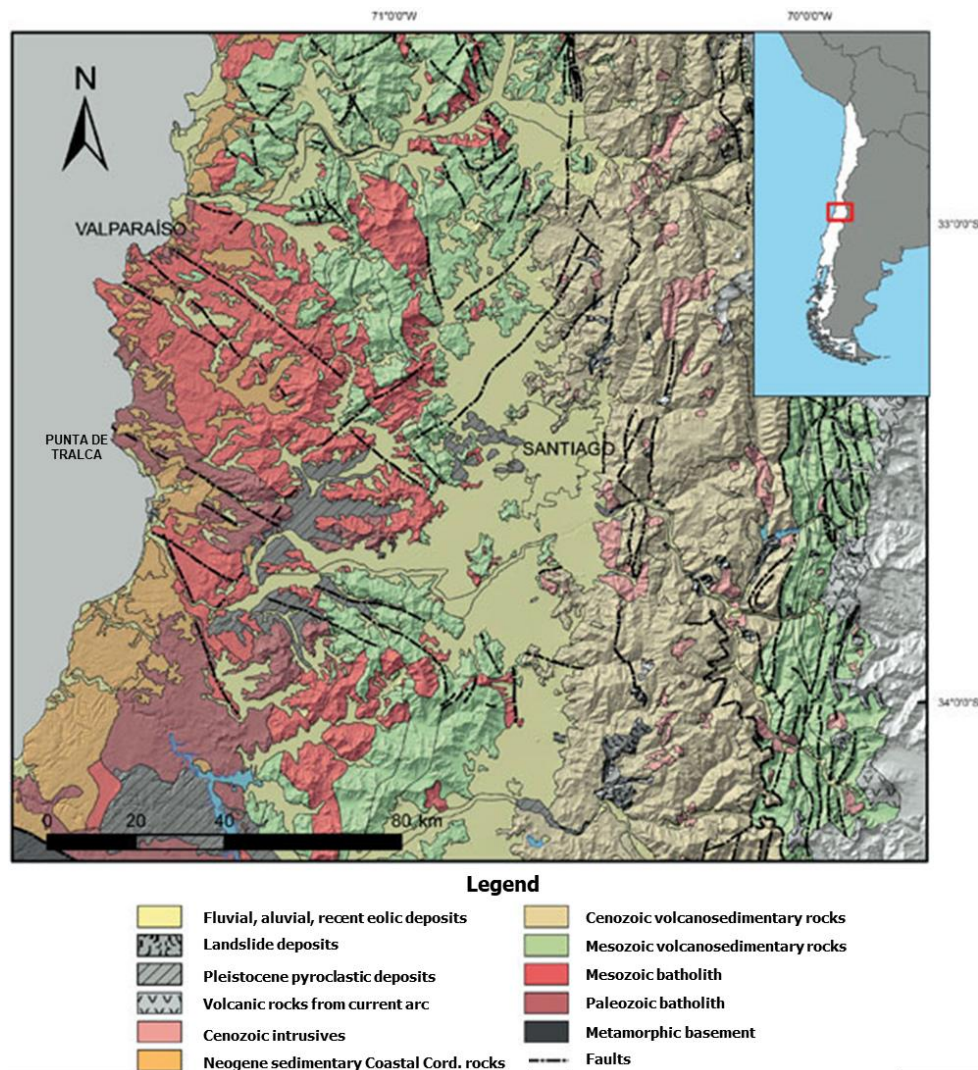 71°0'0"W
70°0'0"W
N
33°0'0"S
VALPARAÍSO
PUNTA DE
TRALCA
SANTIAGO
34°0'0"S
0 20 40 80 km
Legend
Fluvial, aluvial, recent eolic deposits
Landslide deposits
Pleistocene pyroclastic deposits
Volcanic rocks from current arc
Cenozoic intrusives
Neogene sedimentary Coastal Cord. rocks
Cenozoic volcanosedimentary rocks
Mesozoic volcanosedimentary rocks
Mesozoic batholith
Paleozoic batholith
Metamorphic basement
Faults